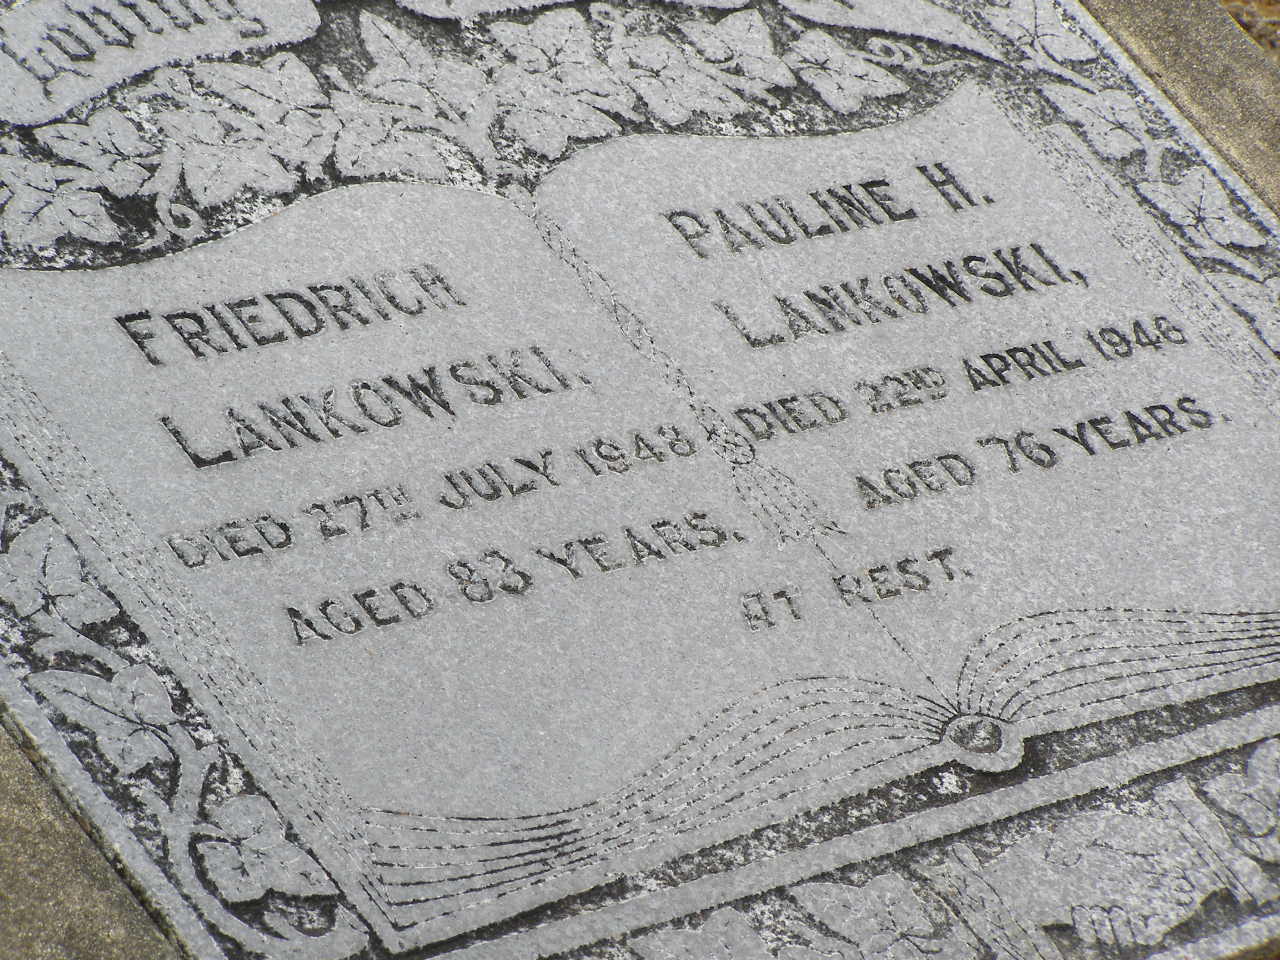 FRIEDRICH
LANKOWSKI.
DIED 27TH JULY 1948
AGED 83 YEARS.
PAULINE H.
LANKOWSKI,
DIED 22ND APRIL 1946
AGED 76 YEARS.
AT REST.